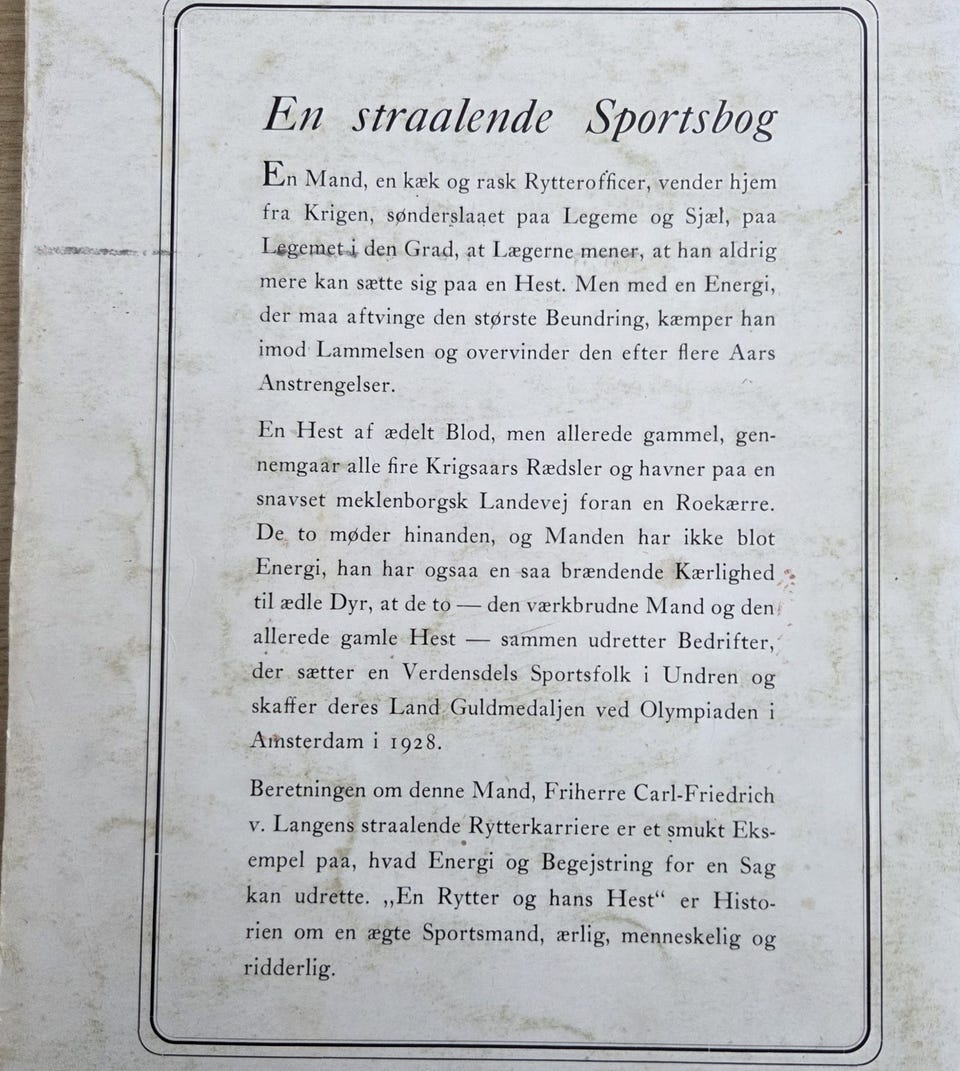 En straalende Sportsbog
En Mand, en kæk og rask Rytterofficer, vender hjem
fra Krigen, sønderslaaet paa Legeme og Sjæl, paa
Legemet i den Grad, at Lægerne mener, at han aldrig
mere kan sætte sig paa en Hest. Men med en Energi,
der maa aftvinge den største Beundring, kæmper han
imod Lammelsen og overvinder den efter flere Aars
Anstrengelser.
En Hest af ædelt Blod, men allerede gammel, gen-
nemgaar alle fire Krigsaars Rædsler og havner paa en
snavset meklenborgsk Landevej foran en Roekærre.
De to møder hinanden, og Manden har ikke blot
Energi, han har ogsaa en saa brændende Kærlighed
til ædle Dyr, at de to — den værkbrudne Mand og den
allerede gamle Hest — sammen udretter Bedrifter,
der sætter en Verdensdels Sportsfolk i Undren og
skaffer deres Land Guldmedaljen ved Olympiaden i
Amsterdam i 1928.
Beretningen om denne Mand, Friherre Carl-Friedrich
v. Langens straalende Rytterkarriere er et smukt Eks-
empel paa, hvad Energi og Begejstring for en Sag
kan udrette. „En Rytter og hans Hest“ er Histo-
rien om en ægte Sportsmand, ærlig, menneskelig og
ridderlig.